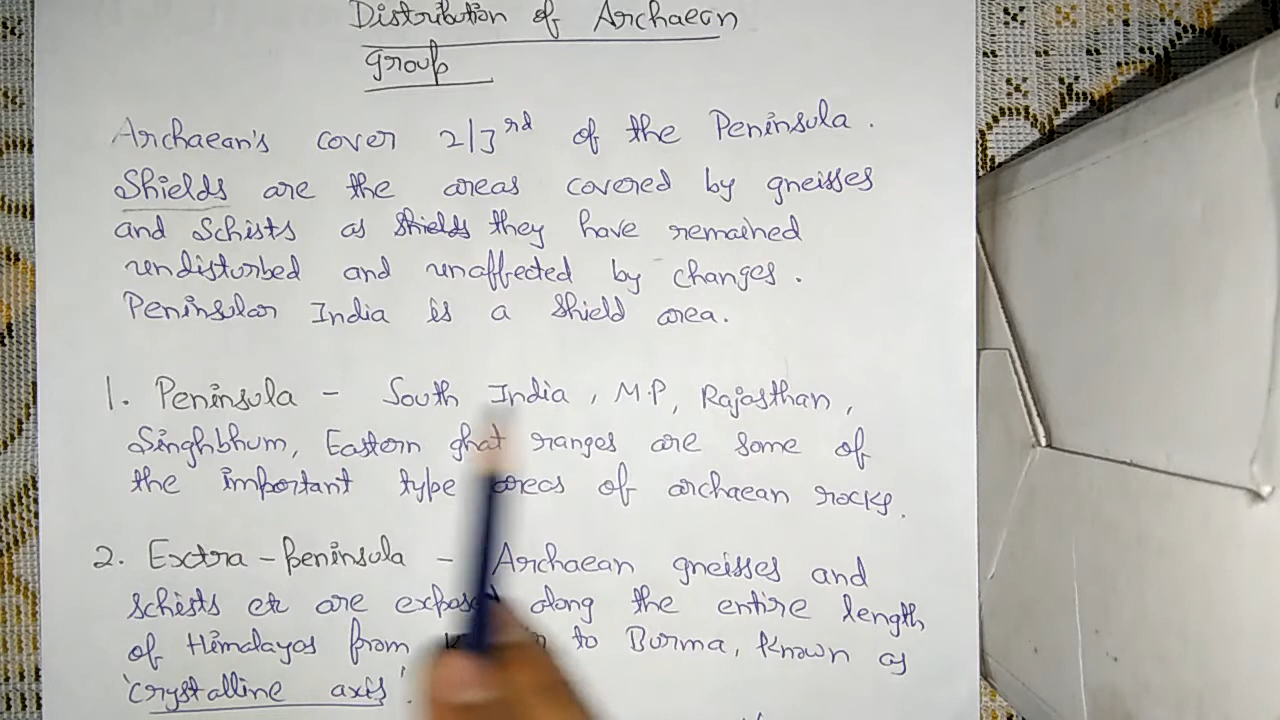 Distribution of Archaean
group
Archaean's cover 2/3rd of the Peninsula.
Shields are the areas covered by gneisses
and Schists as shields they have remained
undisturbed and unaffected by changes.
Peninsular India is a shield area.
1. Peninsula - South India, M.P, Rajasthan,
Singhbhum, Eastern ghat ranges are some of
the important type areas of archaean rocks.
2. Extra-peninsula - Archaean gneisses and
Schists etc are exposed along the entire length
of Himalayas from to Burma, known as
'crystalline axis'.